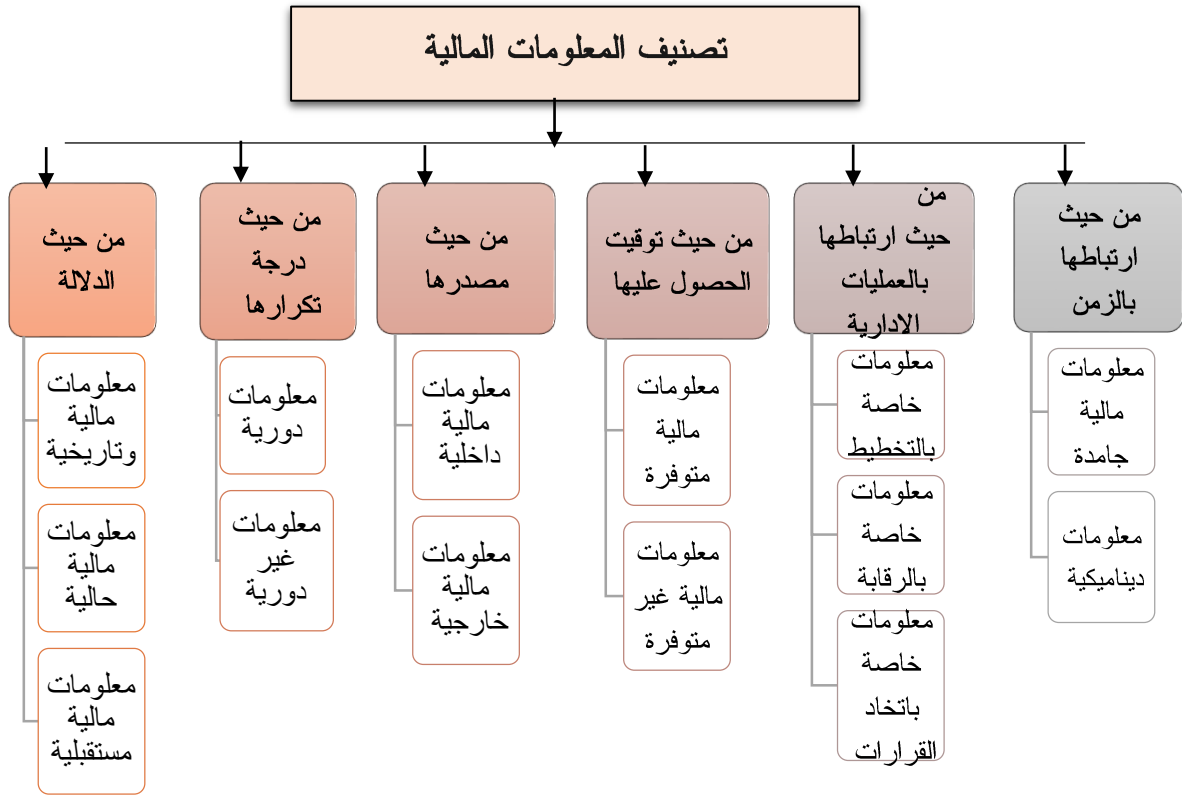 تصنيف المعلومات المالية
من حيث
ارتباطها
بالزمن
معلومات
مالية
جامدة
معلومات
ديناميكية
من
حيث ارتباطها
بالعمليات
الادارية
معلومات
خاصة
بالتخطيط
معلومات
خاصة
بالرقابة
معلومات
خاصة
باتخاد
القرارات
من حيث توقيت
الحصول عليها
معلومات
مالية
متوفرة
معلومات
مالية غير
متوفرة
من حيث
مصدرها
معلومات
مالية
داخلية
معلومات
مالية
خارجية
من حيث
درجة
تكرارها
معلومات
دورية
معلومات
غير
دورية
من حيث
الدلالة
معلومات
مالية
وتاريخية
معلومات
مالية
حالية
معلومات
مالية
مستقبلية